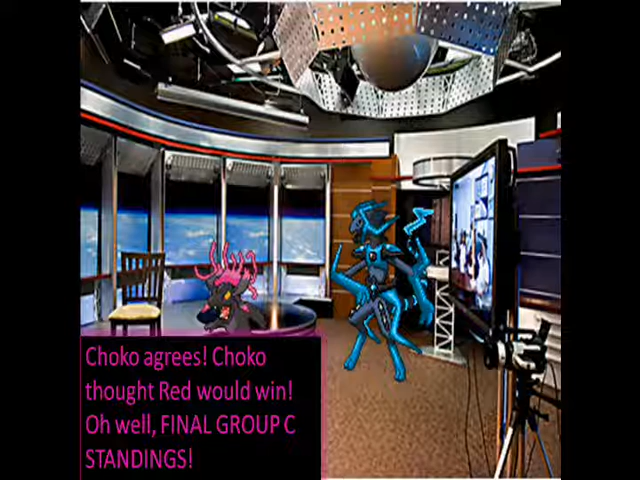 Choko agrees! Choko
thought Red would win!
Oh well, FINAL GROUP C
STANDINGS!